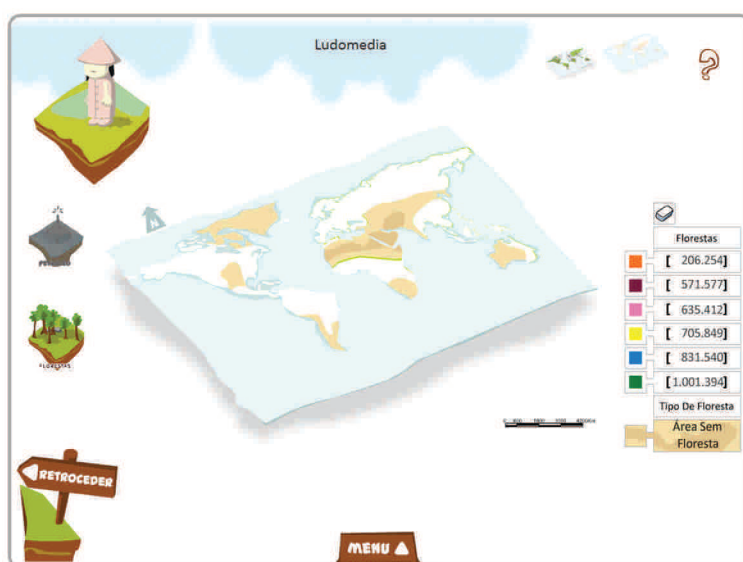 Ludomedia
N
Florestas
[ 206.254]
[ 571.577]
[ 635.412]
[ 705.849]
[ 831.540]
[1.001.394]
Tipo De Floresta
Área Sem
Floresta
FLORESTAS
RETROCEDER
MENU